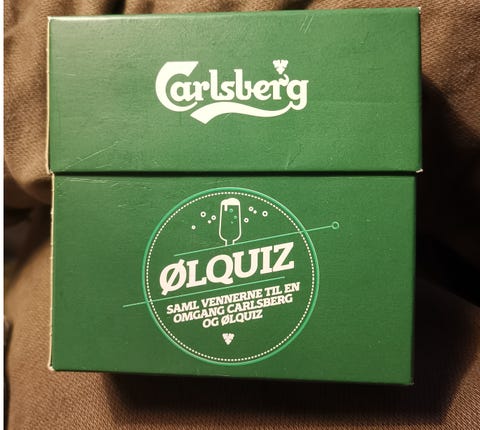 Carlsberg
ØLQUIZ
SAML VENNERNE TIL EN
OMGANG CARLSBERG
OG ØLQUIZ